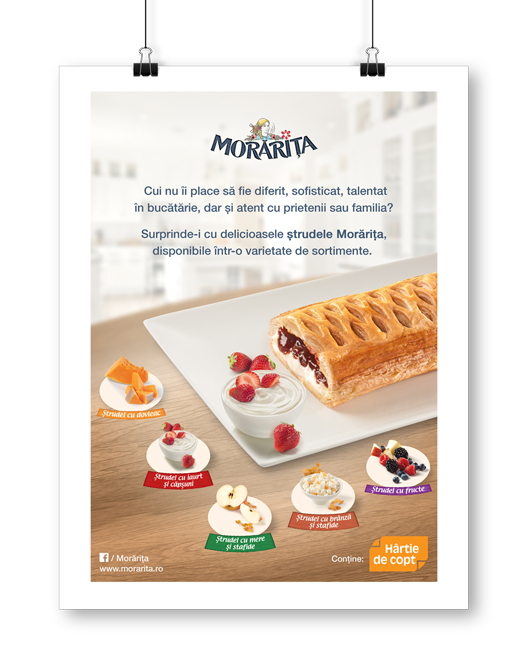 MORĂRIȚA
Cui nu îi place să fie diferit, sofisticat, talentat
în bucătărie, dar și atent cu prietenii sau familia?
Surprinde-i cu delicioasele ștrudele Morărița,
disponibile într-o varietate de sortimente.
Ștrudel cu dovleac
Ștrudel cu iaurt
și căpșuni
Ștrudel cu fructe
Ștrudel cu brânză
și stafide
Ștrudel cu mere
și stafide
f / Morărița
www.morarita.ro
Conține:
Hârtie
de copt